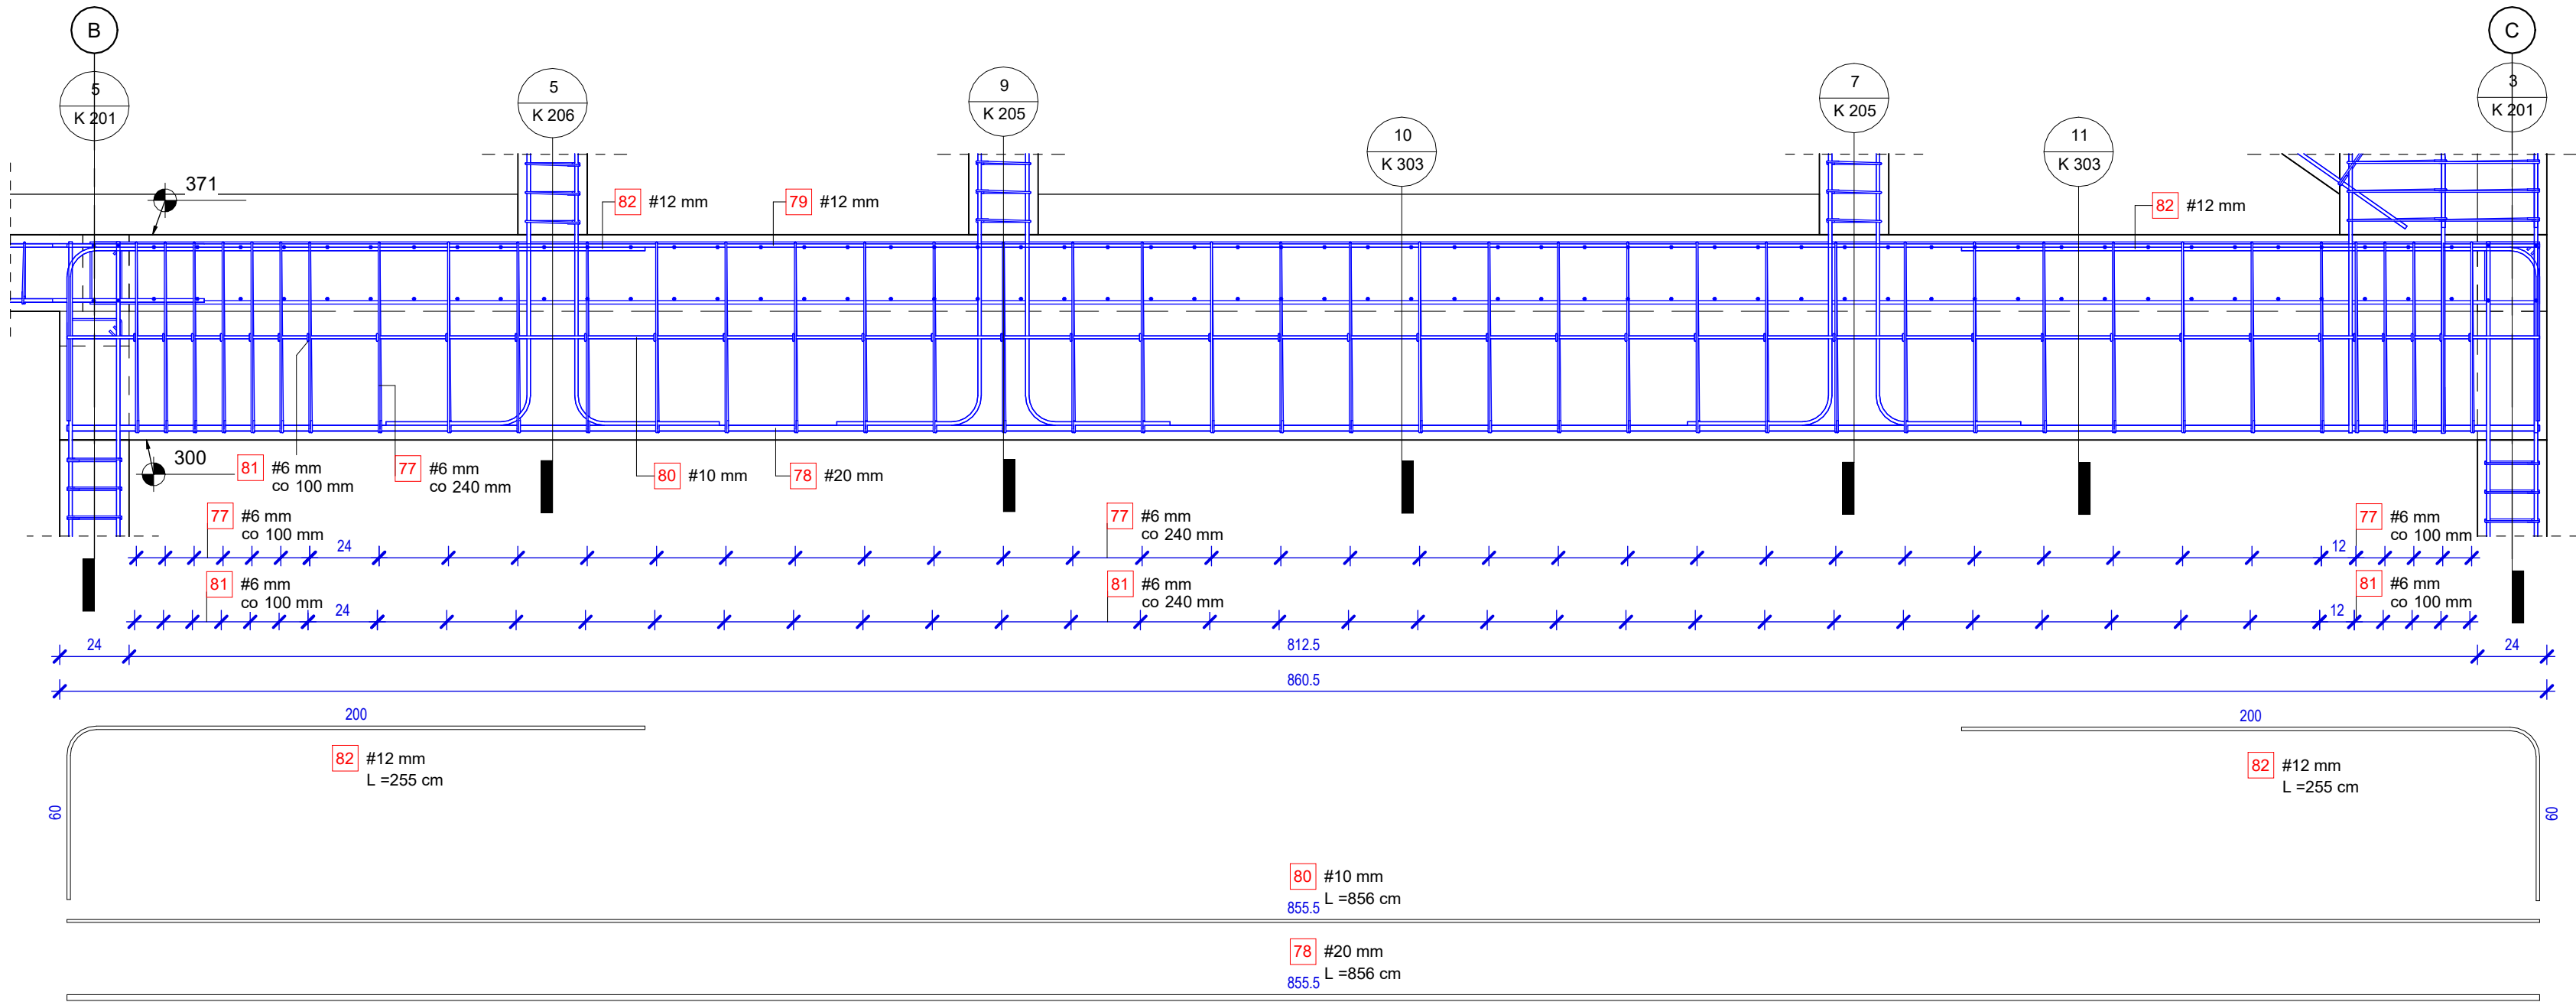 B
C
5
K 201
5
K 206
9
K 205
10
K 303
7
K 205
11
K 303
3
K 201
371
82 #12 mm
79 #12 mm
82 #12 mm
300
81 #6 mm
co 100 mm
77 #6 mm
co 240 mm
80 #10 mm
78 #20 mm
77 #6 mm
co 100 mm
24
77 #6 mm
co 240 mm
12
77 #6 mm
co 100 mm
81 #6 mm
co 100 mm
24
81 #6 mm
co 240 mm
12
81 #6 mm
co 100 mm
24
812.5
24
860.5
200
82 #12 mm
L =255 cm
60
200
82 #12 mm
L =255 cm
60
80 #10 mm
L =856 cm
855.5
78 #20 mm
L =856 cm
855.5